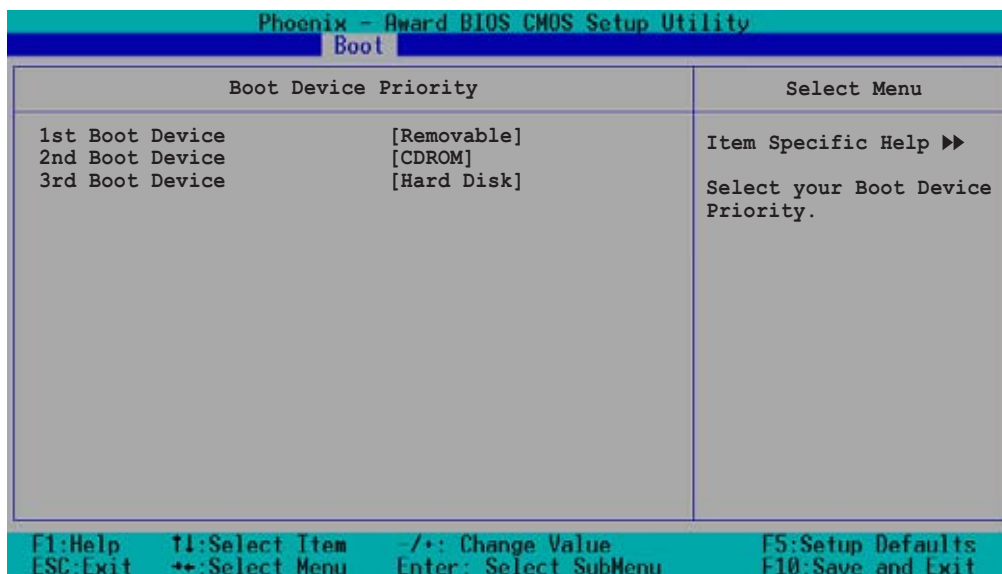 Phoenix - Award BIOS CMOS Setup Utility
Boot
Boot Device Priority
Select Menu
1st Boot Device [Removable]
2nd Boot Device [CDROM]
3rd Boot Device [Hard Disk]
Item Specific Help ▶▶
Select your Boot Device
Priority.
F1:Help ↑↓:Select Item -/+: Change Value F5:Setup Defaults
ESC:Exit →←:Select Menu Enter: Select SubMenu F10:Save and Exit